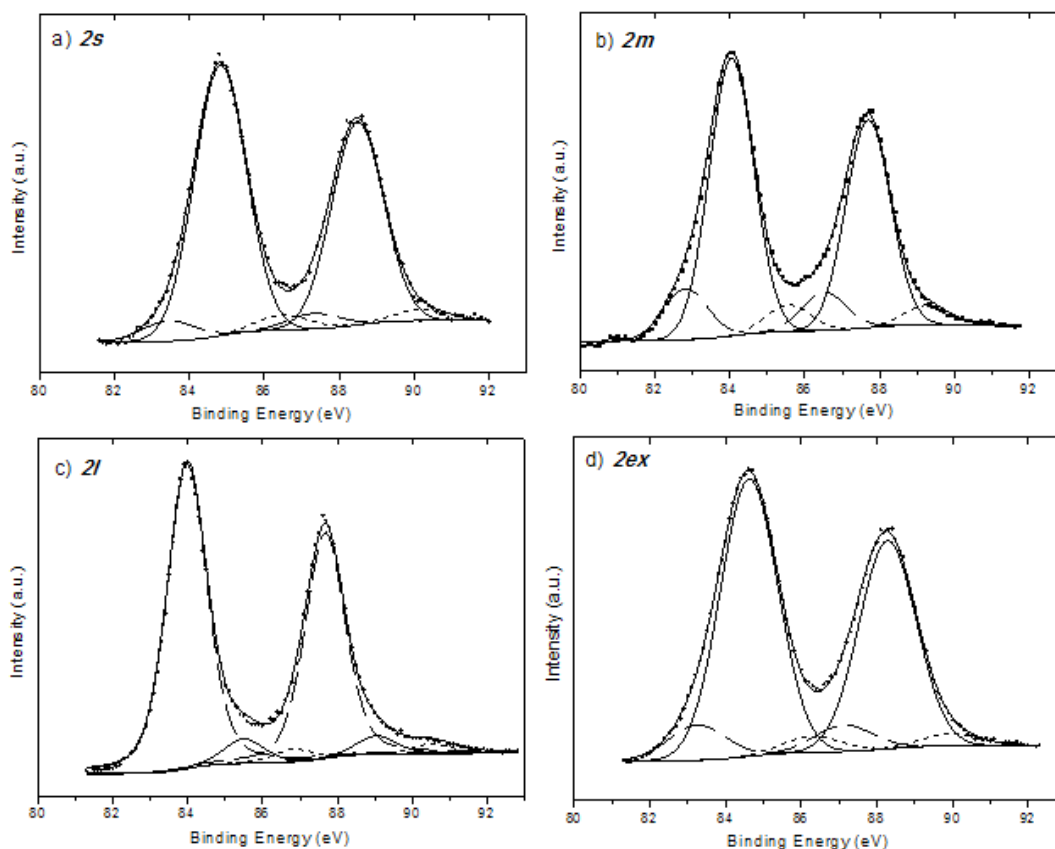 a) 2s
Intensity (a.u.)
80 82 84 86 88 90 92
Binding Energy (eV)
b) 2m
Intensity (a.u.)
80 82 84 86 88 90 92
Binding Energy (eV)
c) 2l
Intensity (a.u.)
80 82 84 86 88 90 92
Binding Energy (eV)
d) 2ex
Intensity (a.u.)
80 82 84 86 88 90 92
Binding Energy (eV)